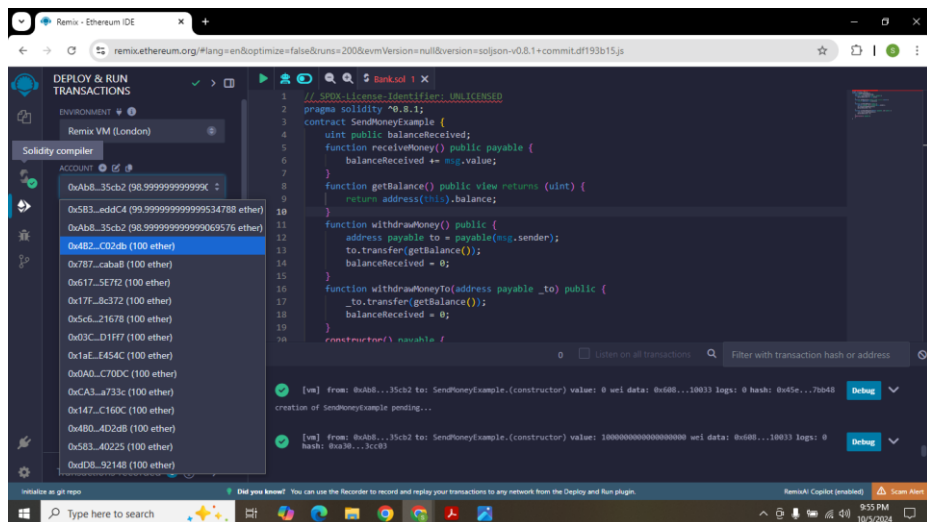 Remix - Ethereum IDE
remix.ethereum.org/#lang=en&optimize=false&runs=200&evmVersion=null&version=soljson-v0.8.1+commit.df193b15.js
DEPLOY & RUN
TRANSACTIONS
ENVIRONMENT
Remix VM (London)
Solidity compiler
ACCOUNT
0xAb8...35cb2 (98.99999999999
0x5B3...eddC4 (99.999999999999534788 ether)
0xAb8...35cb2 (98.999999999999069576 ether)
0x4B2...C02db (100 ether)
0x787...cabaB (100 ether)
0x617...5E7f2 (100 ether)
0x17F...8c372 (100 ether)
0x5c6...21678 (100 ether)
0x03C...D1Ff7 (100 ether)
0x1aE...E454C (100 ether)
0x0A0...C70DC (100 ether)
0xCA3...a733c (100 ether)
0x147...C160C (100 ether)
0x4B0...4D2dB (100 ether)
0x583...40225 (100 ether)
0xdD8...92148 (100 ether)
Bank.sol 1
1 // SPDX-License-Identifier: UNLICENSED
2 pragma solidity ^0.8.1;
3 contract SendMoneyExample {
4 uint public balanceReceived;
5 function receiveMoney() public payable {
6 balanceReceived += msg.value;
7 }
8 function getBalance() public view returns (uint) {
9 return address(this).balance;
10 }
11 function withdrawMoney() public {
12 address payable to = payable(msg.sender);
13 to.transfer(getBalance());
14 balanceReceived = 0;
15 }
16 function withdrawMoneyTo(address payable _to) public {
17 _to.transfer(getBalance());
18 balanceReceived = 0;
19 }
20 constructor() payable {
0 Listen on all transactions Filter with transaction hash or address
[vm] from: 0xAb8...35cb2 to: SendMoneyExample.(constructor) value: 0 wei data: 0x608...10033 logs: 0 hash: 0x45e...7bb48 Debug
creation of SendMoneyExample pending...
[vm] from: 0xAb8...35cb2 to: SendMoneyExample.(constructor) value: 1000000000000000000 wei data: 0x608...10033 logs: 0 Debug
hash: 0xa30...3cc03
Initialize as git repo
Did you know? You can use the Recorder to record and replay your transactions to any network from the Deploy and Run plugin.
RemixAI Copilot (enabled) Scam Alert
Type here to search
9:55 PM
10/5/2024